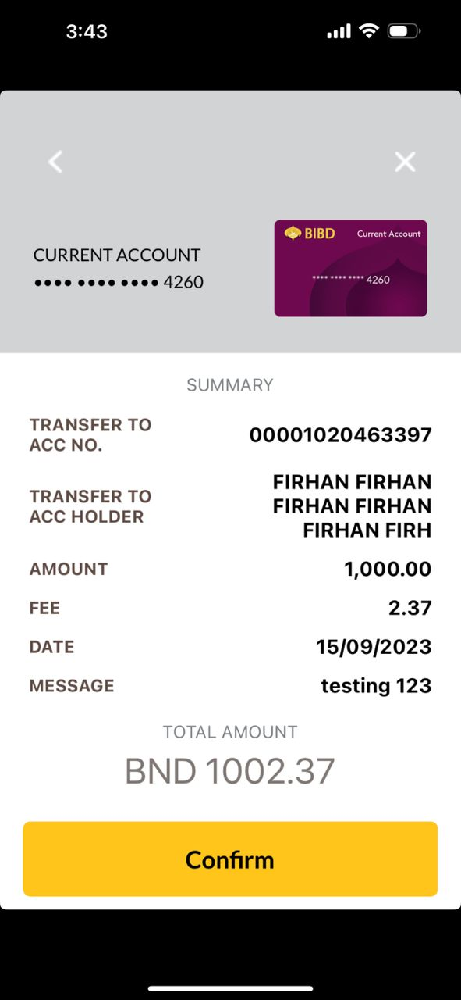 3:43
BIBD Current Account
CURRENT ACCOUNT
•••• •••• •••• 4260
**** **** **** 4260
SUMMARY
TRANSFER TO
ACC NO.
00001020463397
TRANSFER TO
ACC HOLDER
FIRHAN FIRHAN
FIRHAN FIRHAN
FIRHAN FIRH
AMOUNT 1,000.00
FEE 2.37
DATE 15/09/2023
MESSAGE testing 123
TOTAL AMOUNT
BND 1002.37
Confirm